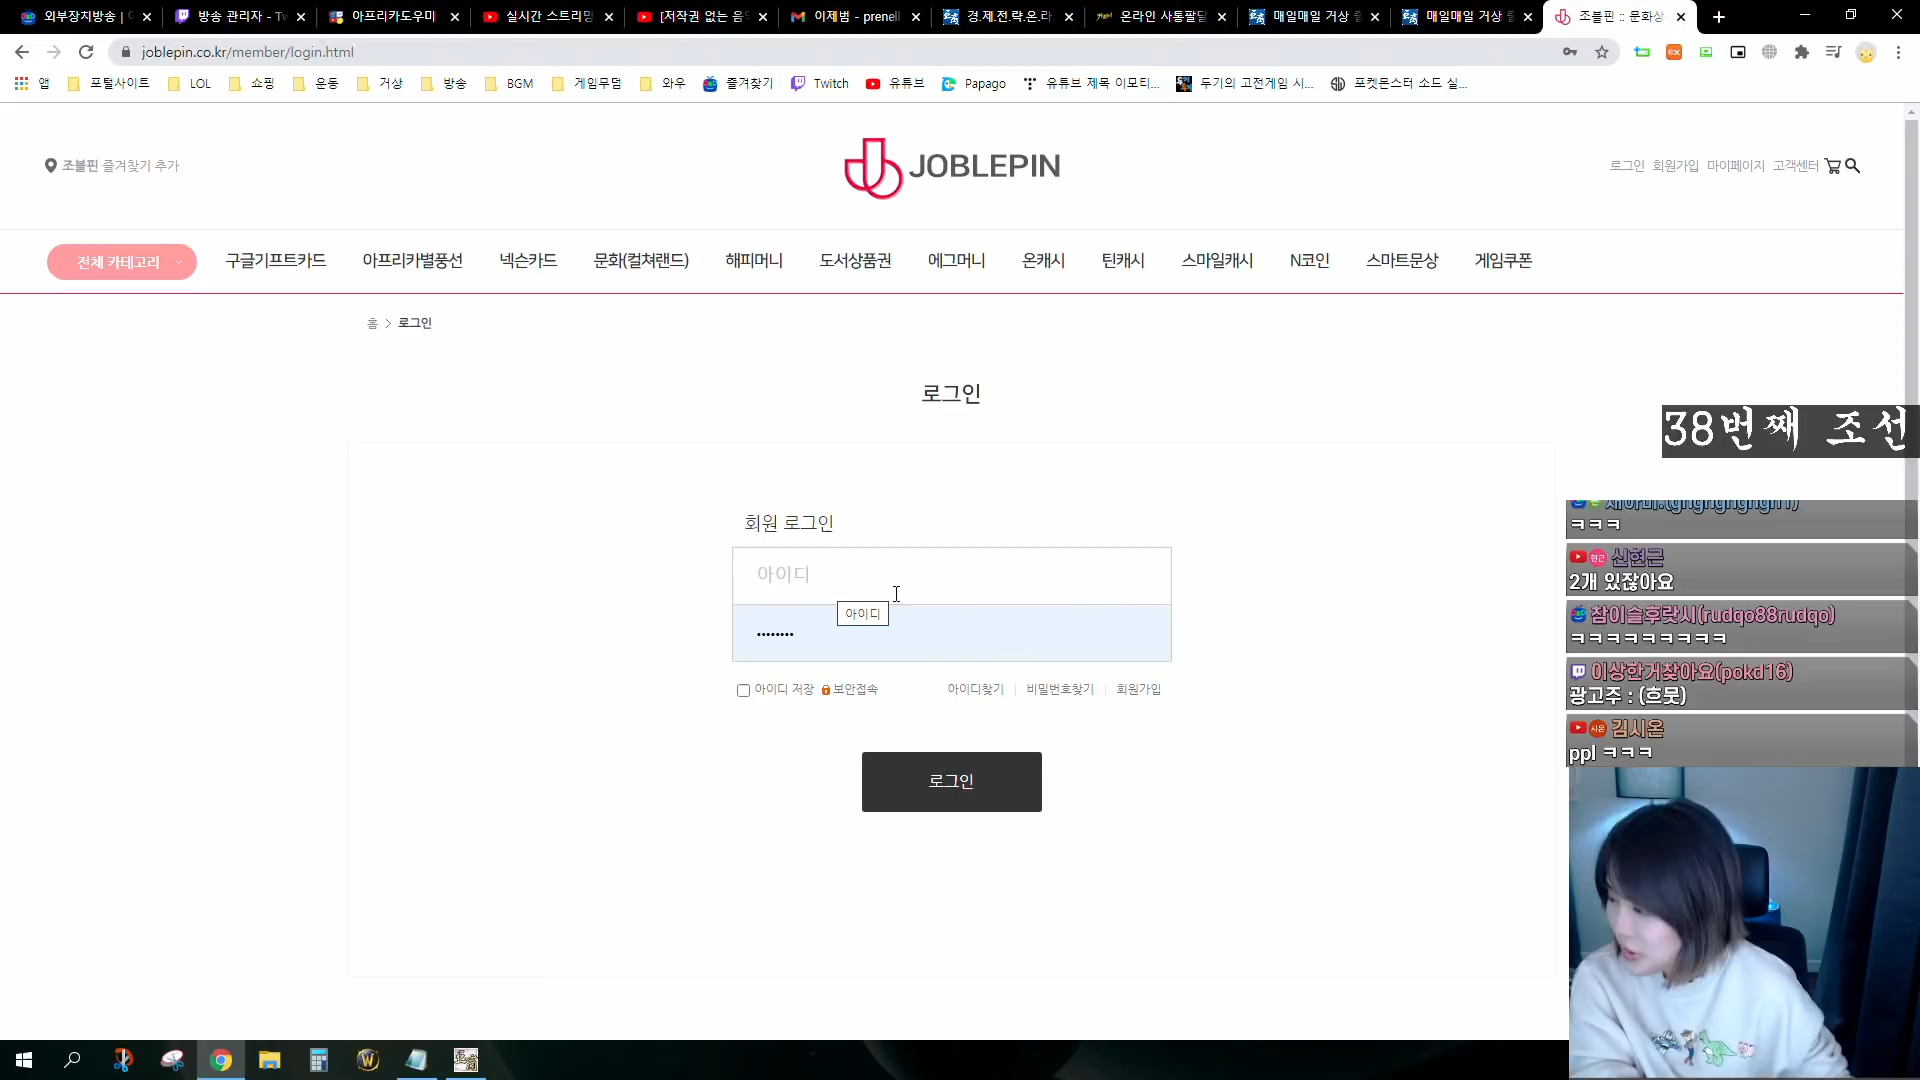 외부장치방송 |
방송 관리자 - Tw
아프리카도우미
실시간 스트리밍
[저작권 없는 음악
이제범 - prenel
경.제.전.략.온.라
온라인 사통팔달
매일매일 거상
매일매일 거상
조블핀 :: 문화상
joblepin.co.kr/member/login.html
앱
포털사이트
LOL
쇼핑
운동
거상
방송
BGM
게임무덤
와우
즐겨찾기
Twitch
유튜브
Papago
유튜브 제목 이모티...
두기의 고전게임 시...
포켓몬스터 소드 실...
조블핀 즐겨찾기 추가
JOBLEPIN
로그인 회원가입 마이페이지 고객센터
전체 카테고리
구글기프트카드
아프리카별풍선
넥슨카드
문화(컬쳐랜드)
해피머니
도서상품권
에그머니
온캐시
틴캐시
스마일캐시
N코인
스마트문상
게임쿠폰
홈 > 로그인
로그인
38번째 조선
회원 로그인
아이디
아이디
••••••••
아이디 저장
보안접속
아이디찾기
비밀번호찾기
회원가입
로그인
ㅋㅋㅋ
현근
신현근
2개 있잖아요
참이슬후랏시(rudqo88rudqo)
ㅋㅋㅋㅋㅋㅋㅋㅋㅋ
이상한거찾아요(pokd16)
광고주 : (흐뭇)
시온
김시온
ppl ㅋㅋㅋ